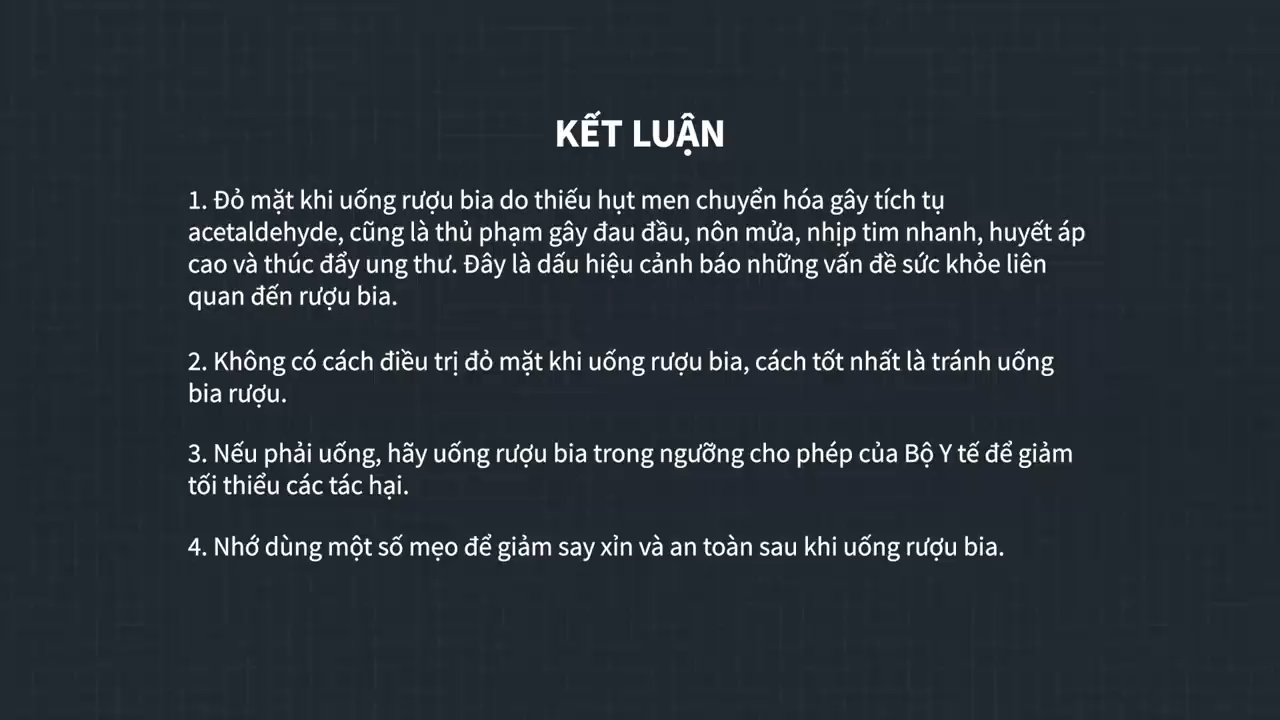 KẾT LUẬN
1. Đỏ mặt khi uống rượu bia do thiếu hụt men chuyển hóa gây tích tụ
acetaldehyde, cũng là thủ phạm gây đau đầu, nôn mửa, nhịp tim nhanh, huyết áp
cao và thúc đẩy ung thư. Đây là dấu hiệu cảnh báo những vấn đề sức khỏe liên
quan đến rượu bia.
2. Không có cách điều trị đỏ mặt khi uống rượu bia, cách tốt nhất là tránh uống
bia rượu.
3. Nếu phải uống, hãy uống rượu bia trong ngưỡng cho phép của Bộ Y tế để giảm
tối thiểu các tác hại.
4. Nhớ dùng một số mẹo để giảm say xỉn và an toàn sau khi uống rượu bia.